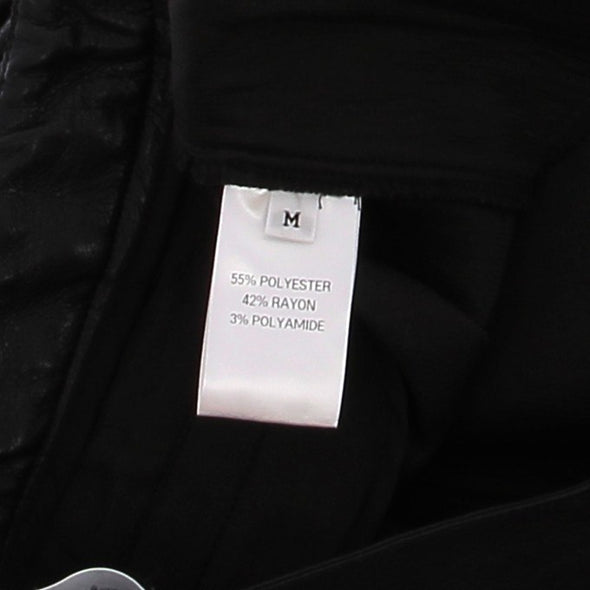 M
55% POLYESTER
42% RAYON
3% POLYAMIDE